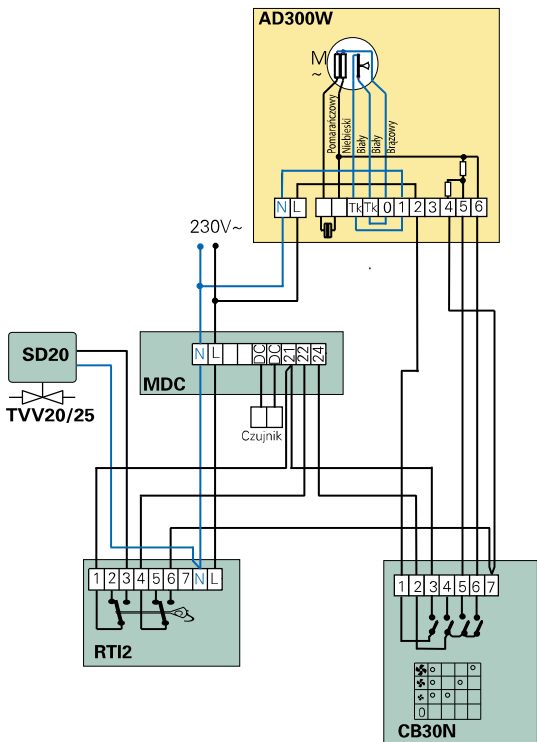 AD300W
M
~
Pomarańczowy
Niebieski
Biały
Biały
Brązowy
N L Tk Tk 0 1 2 3 4 5 6
230V~
SD20
TVV20/25
N L DC DC 21 22 24
MDC
Czujnik
1 2 3 4 5 6 7 N L
RTI2
1 2 3 4 5 6 7
0
CB30N